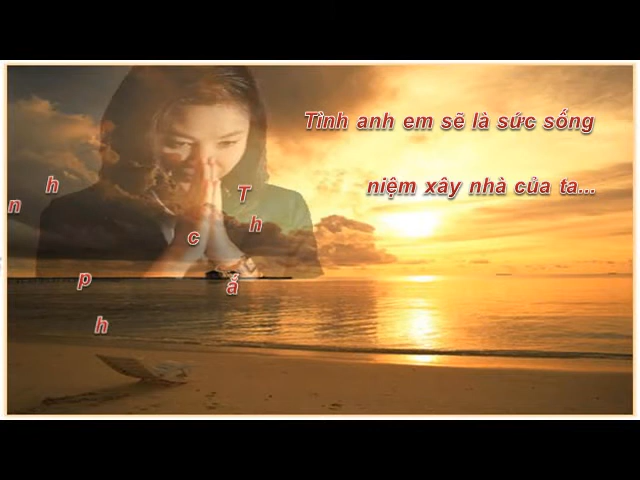 Tình anh em sẽ là sức sống
niệm xây nhà của ta...
T
h
ắ
c
h
n
p
h